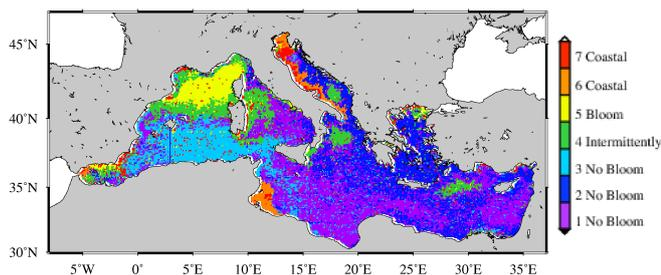 45°N
40°N
35°N
30°N
5°W 0° 5°E 10°E 15°E 20°E 25°E 30°E 35°E
7 Coastal
6 Coastal
5 Bloom
4 Intermittently
3 No Bloom
2 No Bloom
1 No Bloom